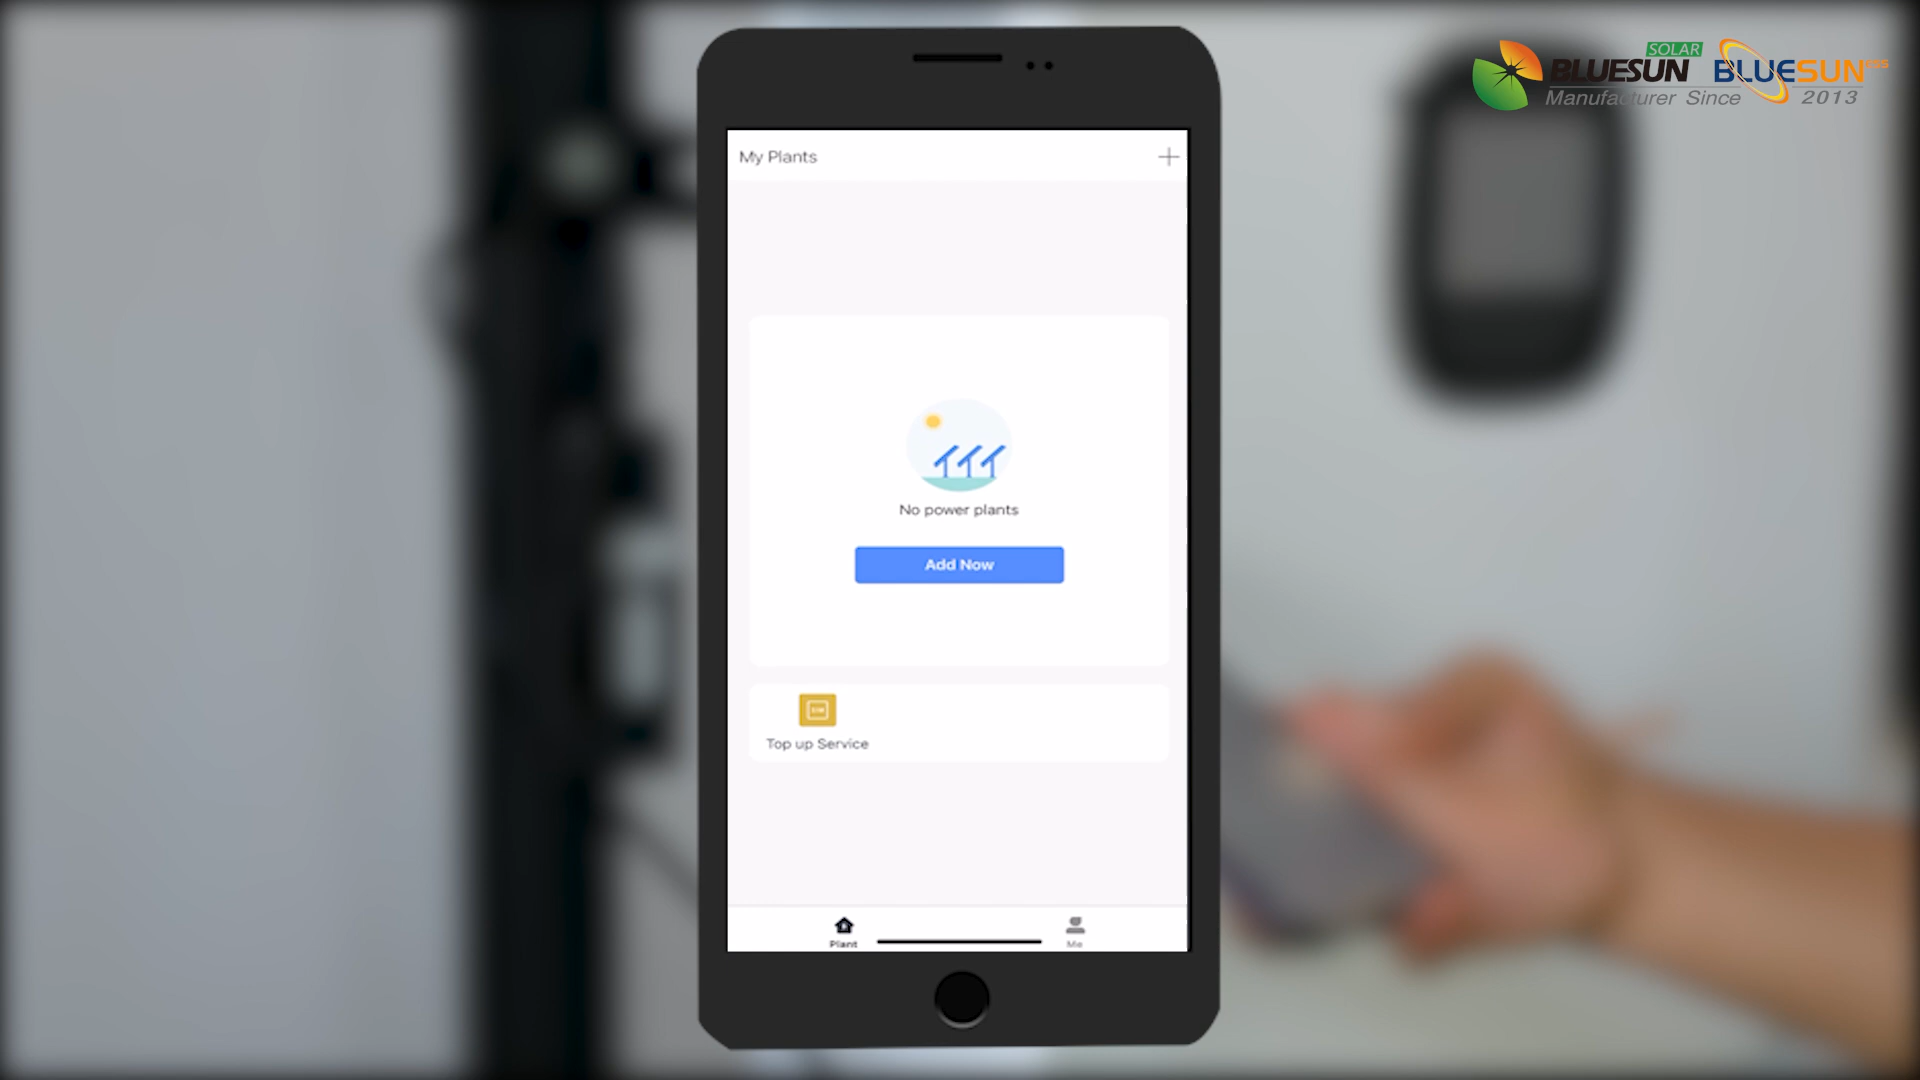 SOLAR
BLUESUN BLUESUN
Manufacturer Since 2013
My Plants
No power plants
Add Now
Top up Service
Plant
Me